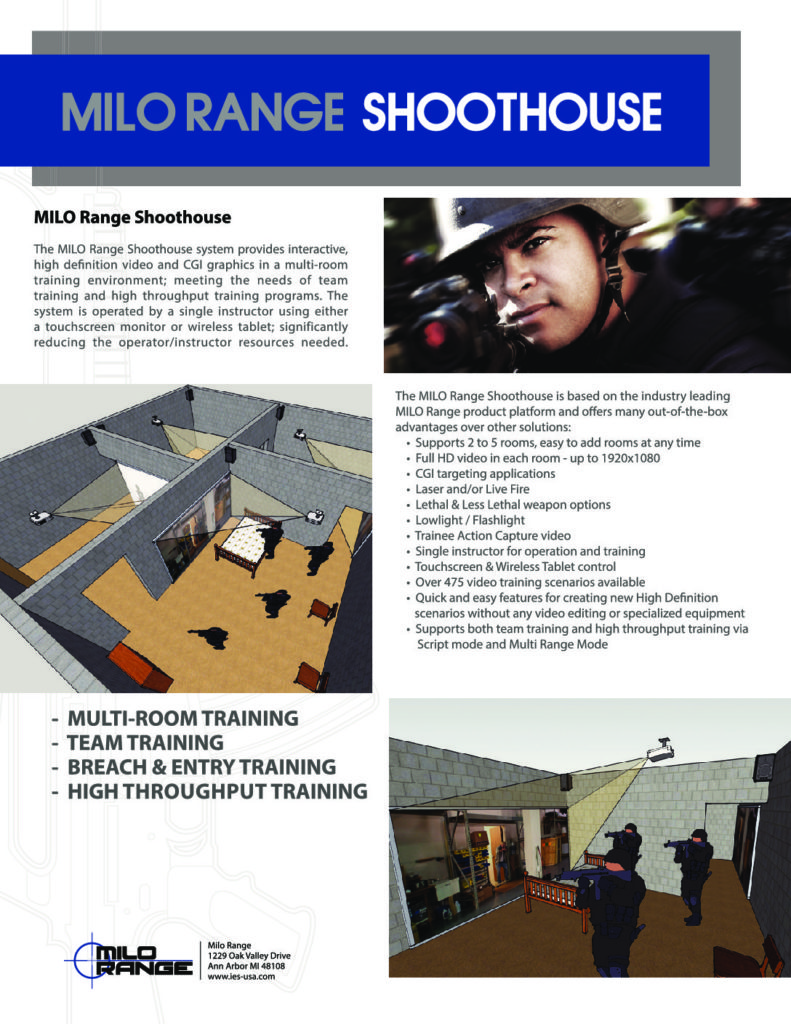 MILO RANGE SHOOTHOUSE
MILO Range Shoothouse
The MILO Range Shoothouse system provides interactive,
high definition video and CGI graphics in a multi-room
training environment; meeting the needs of team
training and high throughput training programs. The
system is operated by a single instructor using either
a touchscreen monitor or wireless tablet; significantly
reducing the operator/instructor resources needed.
The MILO Range Shoothouse is based on the industry leading
MILO Range product platform and offers many out-of-the-box
advantages over other solutions:
• Supports 2 to 5 rooms, easy to add rooms at any time
• Full HD video in each room - up to 1920x1080
• CGI targeting applications
• Laser and/or Live Fire
• Lethal & Less Lethal weapon options
• Lowlight / Flashlight
• Trainee Action Capture video
• Single instructor for operation and training
• Touchscreen & Wireless Tablet control
• Over 475 video training scenarios available
• Quick and easy features for creating new High Definition
scenarios without any video editing or specialized equipment
• Supports both team training and high throughput training via
Script mode and Multi Range Mode
- MULTI-ROOM TRAINING
- TEAM TRAINING
- BREACH & ENTRY TRAINING
- HIGH THROUGHPUT TRAINING
MILO
RANGE
Milo Range
1229 Oak Valley Drive
Ann Arbor MI 48108
www.ies-usa.com